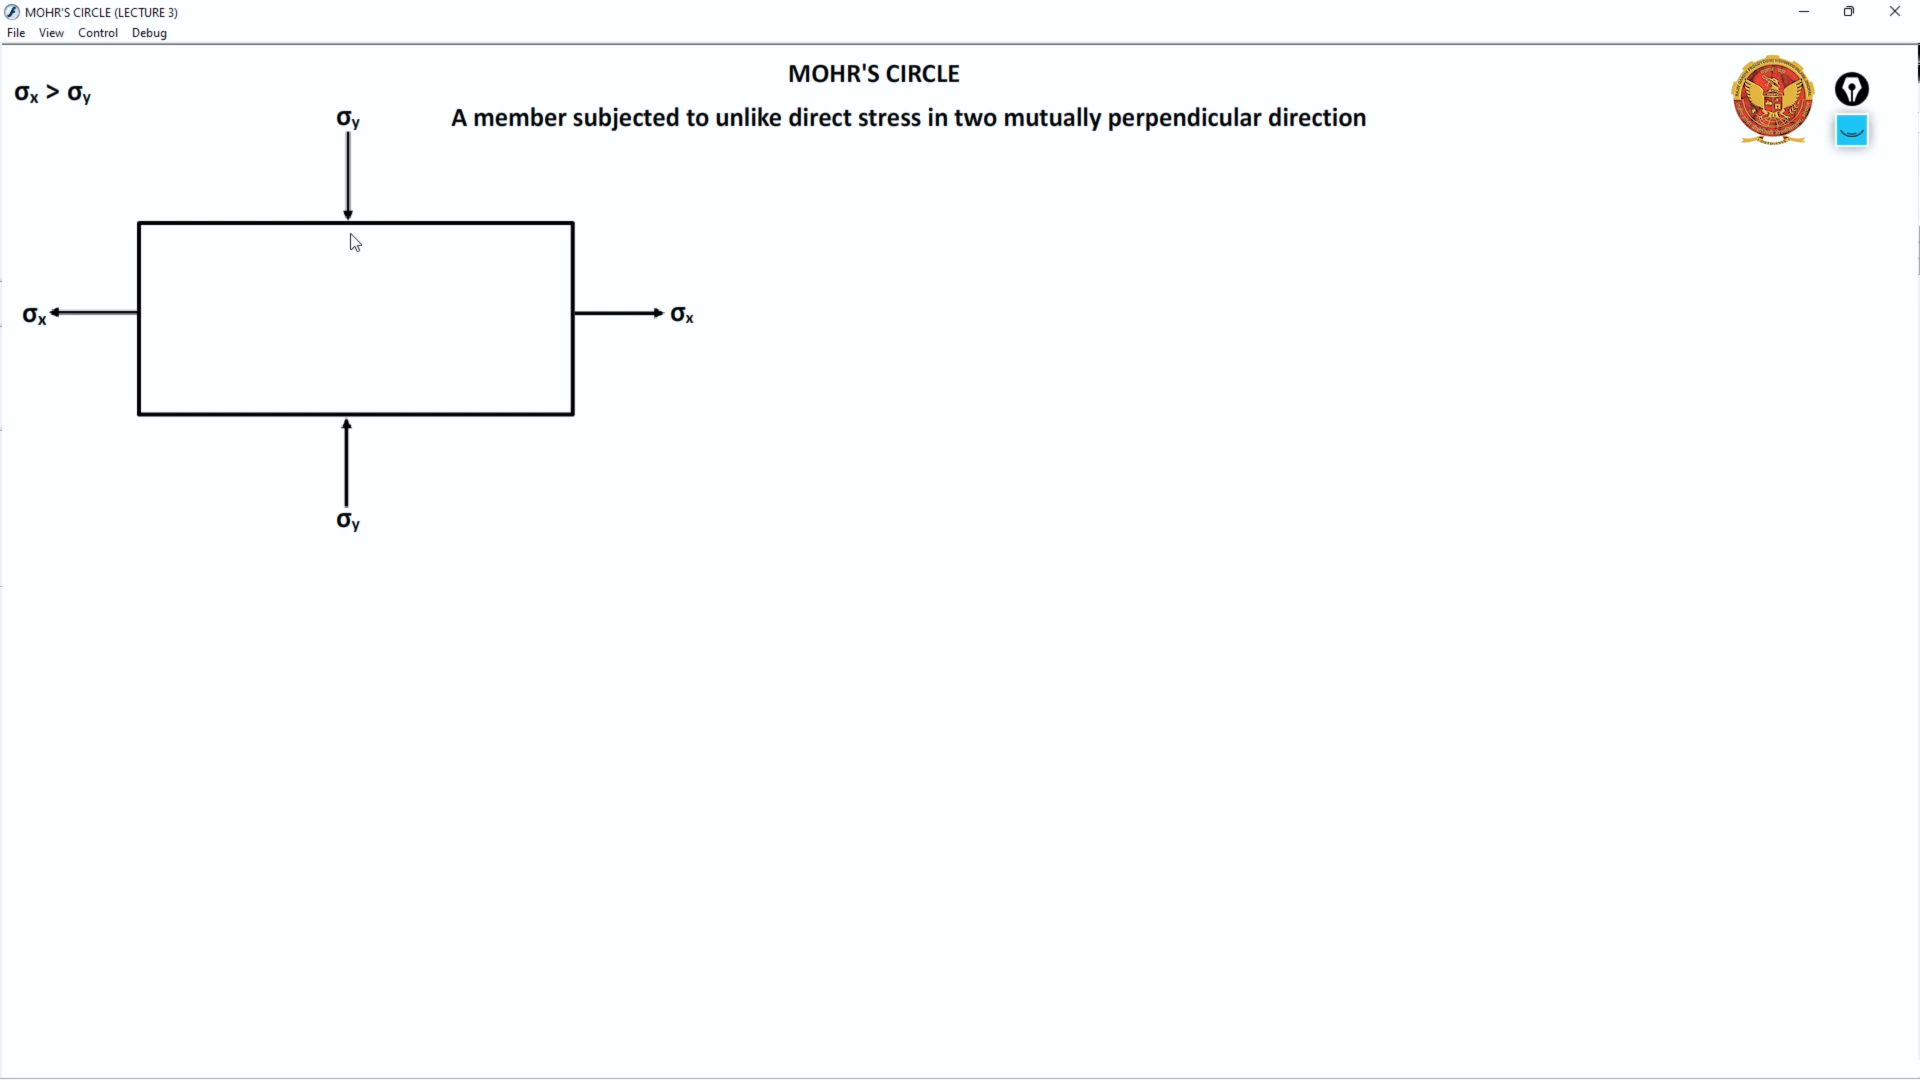 MOHR'S CIRCLE (LECTURE 3)
File View Control Debug
MOHR'S CIRCLE
σx > σy
A member subjected to unlike direct stress in two mutually perpendicular direction
σy
σx
σx
σy